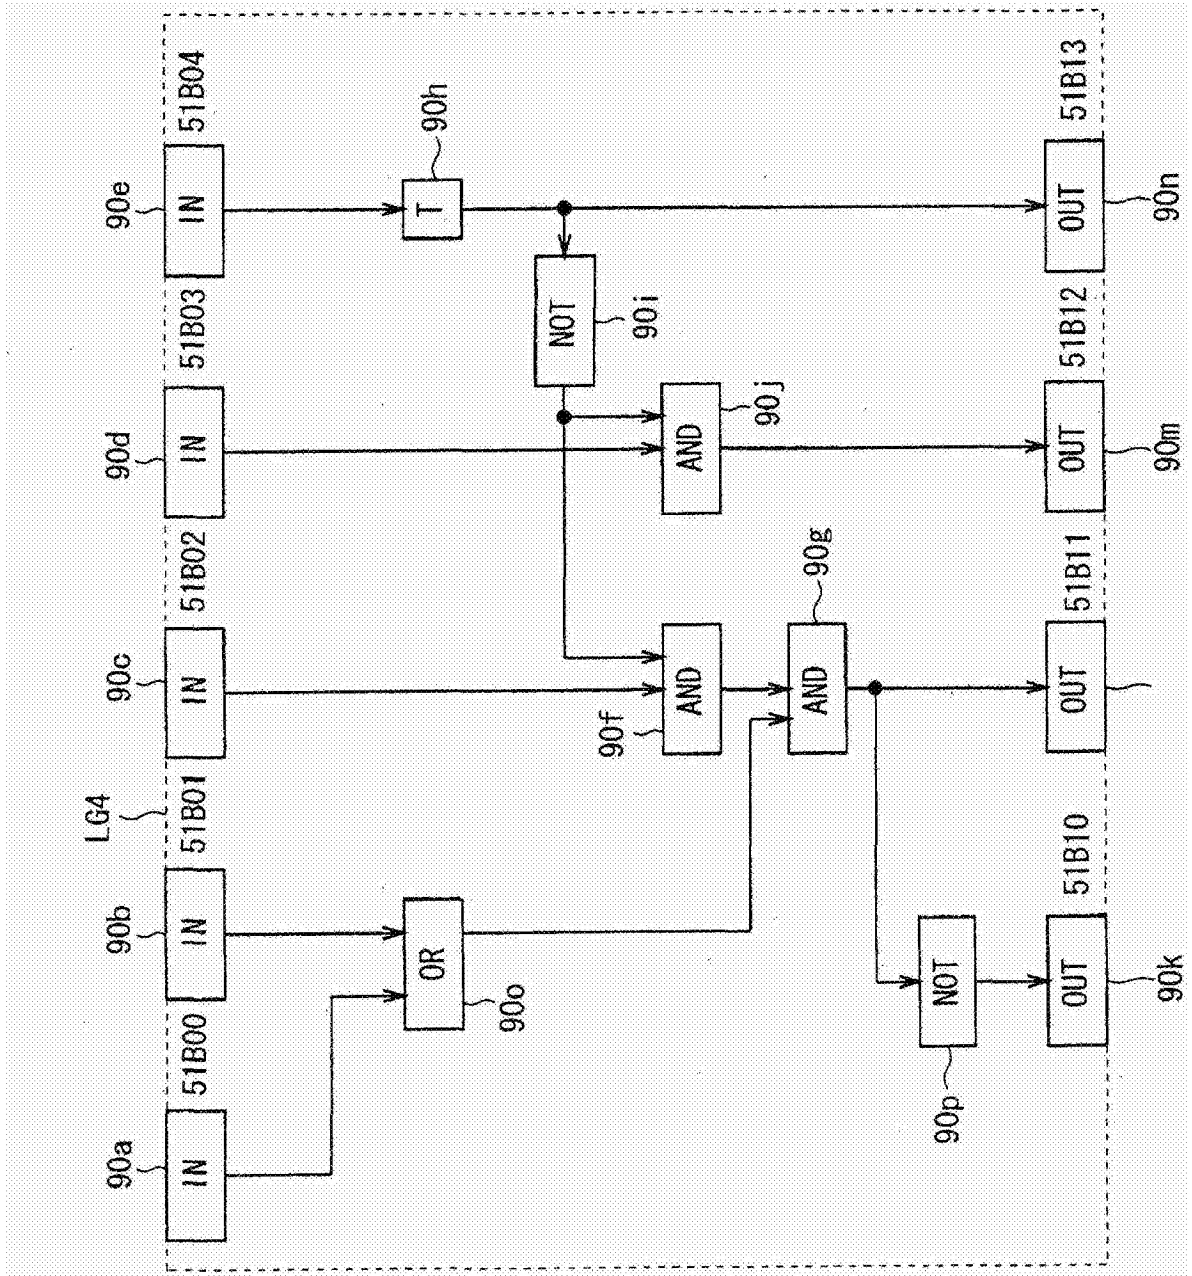 LG4
90a
IN
51B00
90b
IN
51B01
90c
IN
51B02
90d
IN
51B03
90e
IN
51B04
OR
90o
T
90h
NOT
90i
AND
90f
AND
90j
AND
90g
NOT
90p
OUT
51B10
90k
OUT
51B11
OUT
51B12
90m
OUT
51B13
90n